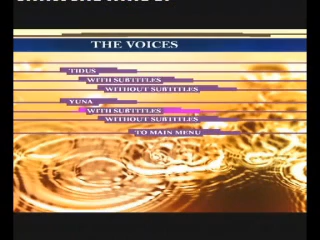 THE VOICES
TIDUS
WITH SUBTITLES
WITHOUT SUBTITLES
YUNA
WITH SUBTITLES
WITHOUT SUBTITLES
TO MAIN MENU